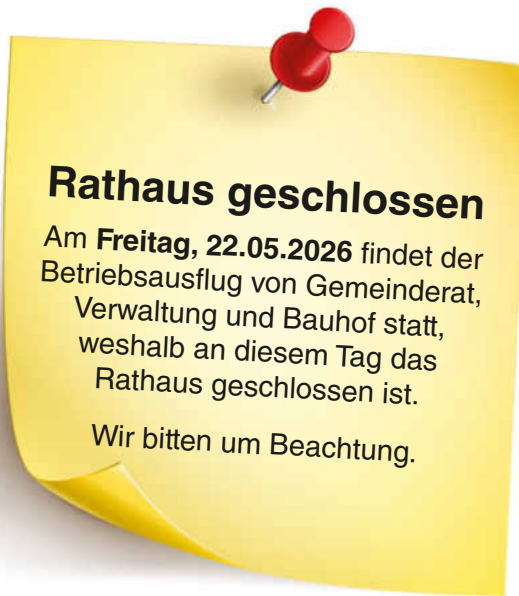 Rathaus geschlossen
Am Freitag, 22.05.2026 findet der
Betriebsausflug von Gemeinderat,
Verwaltung und Bauhof statt,
weshalb an diesem Tag das
Rathaus geschlossen ist.
Wir bitten um Beachtung.